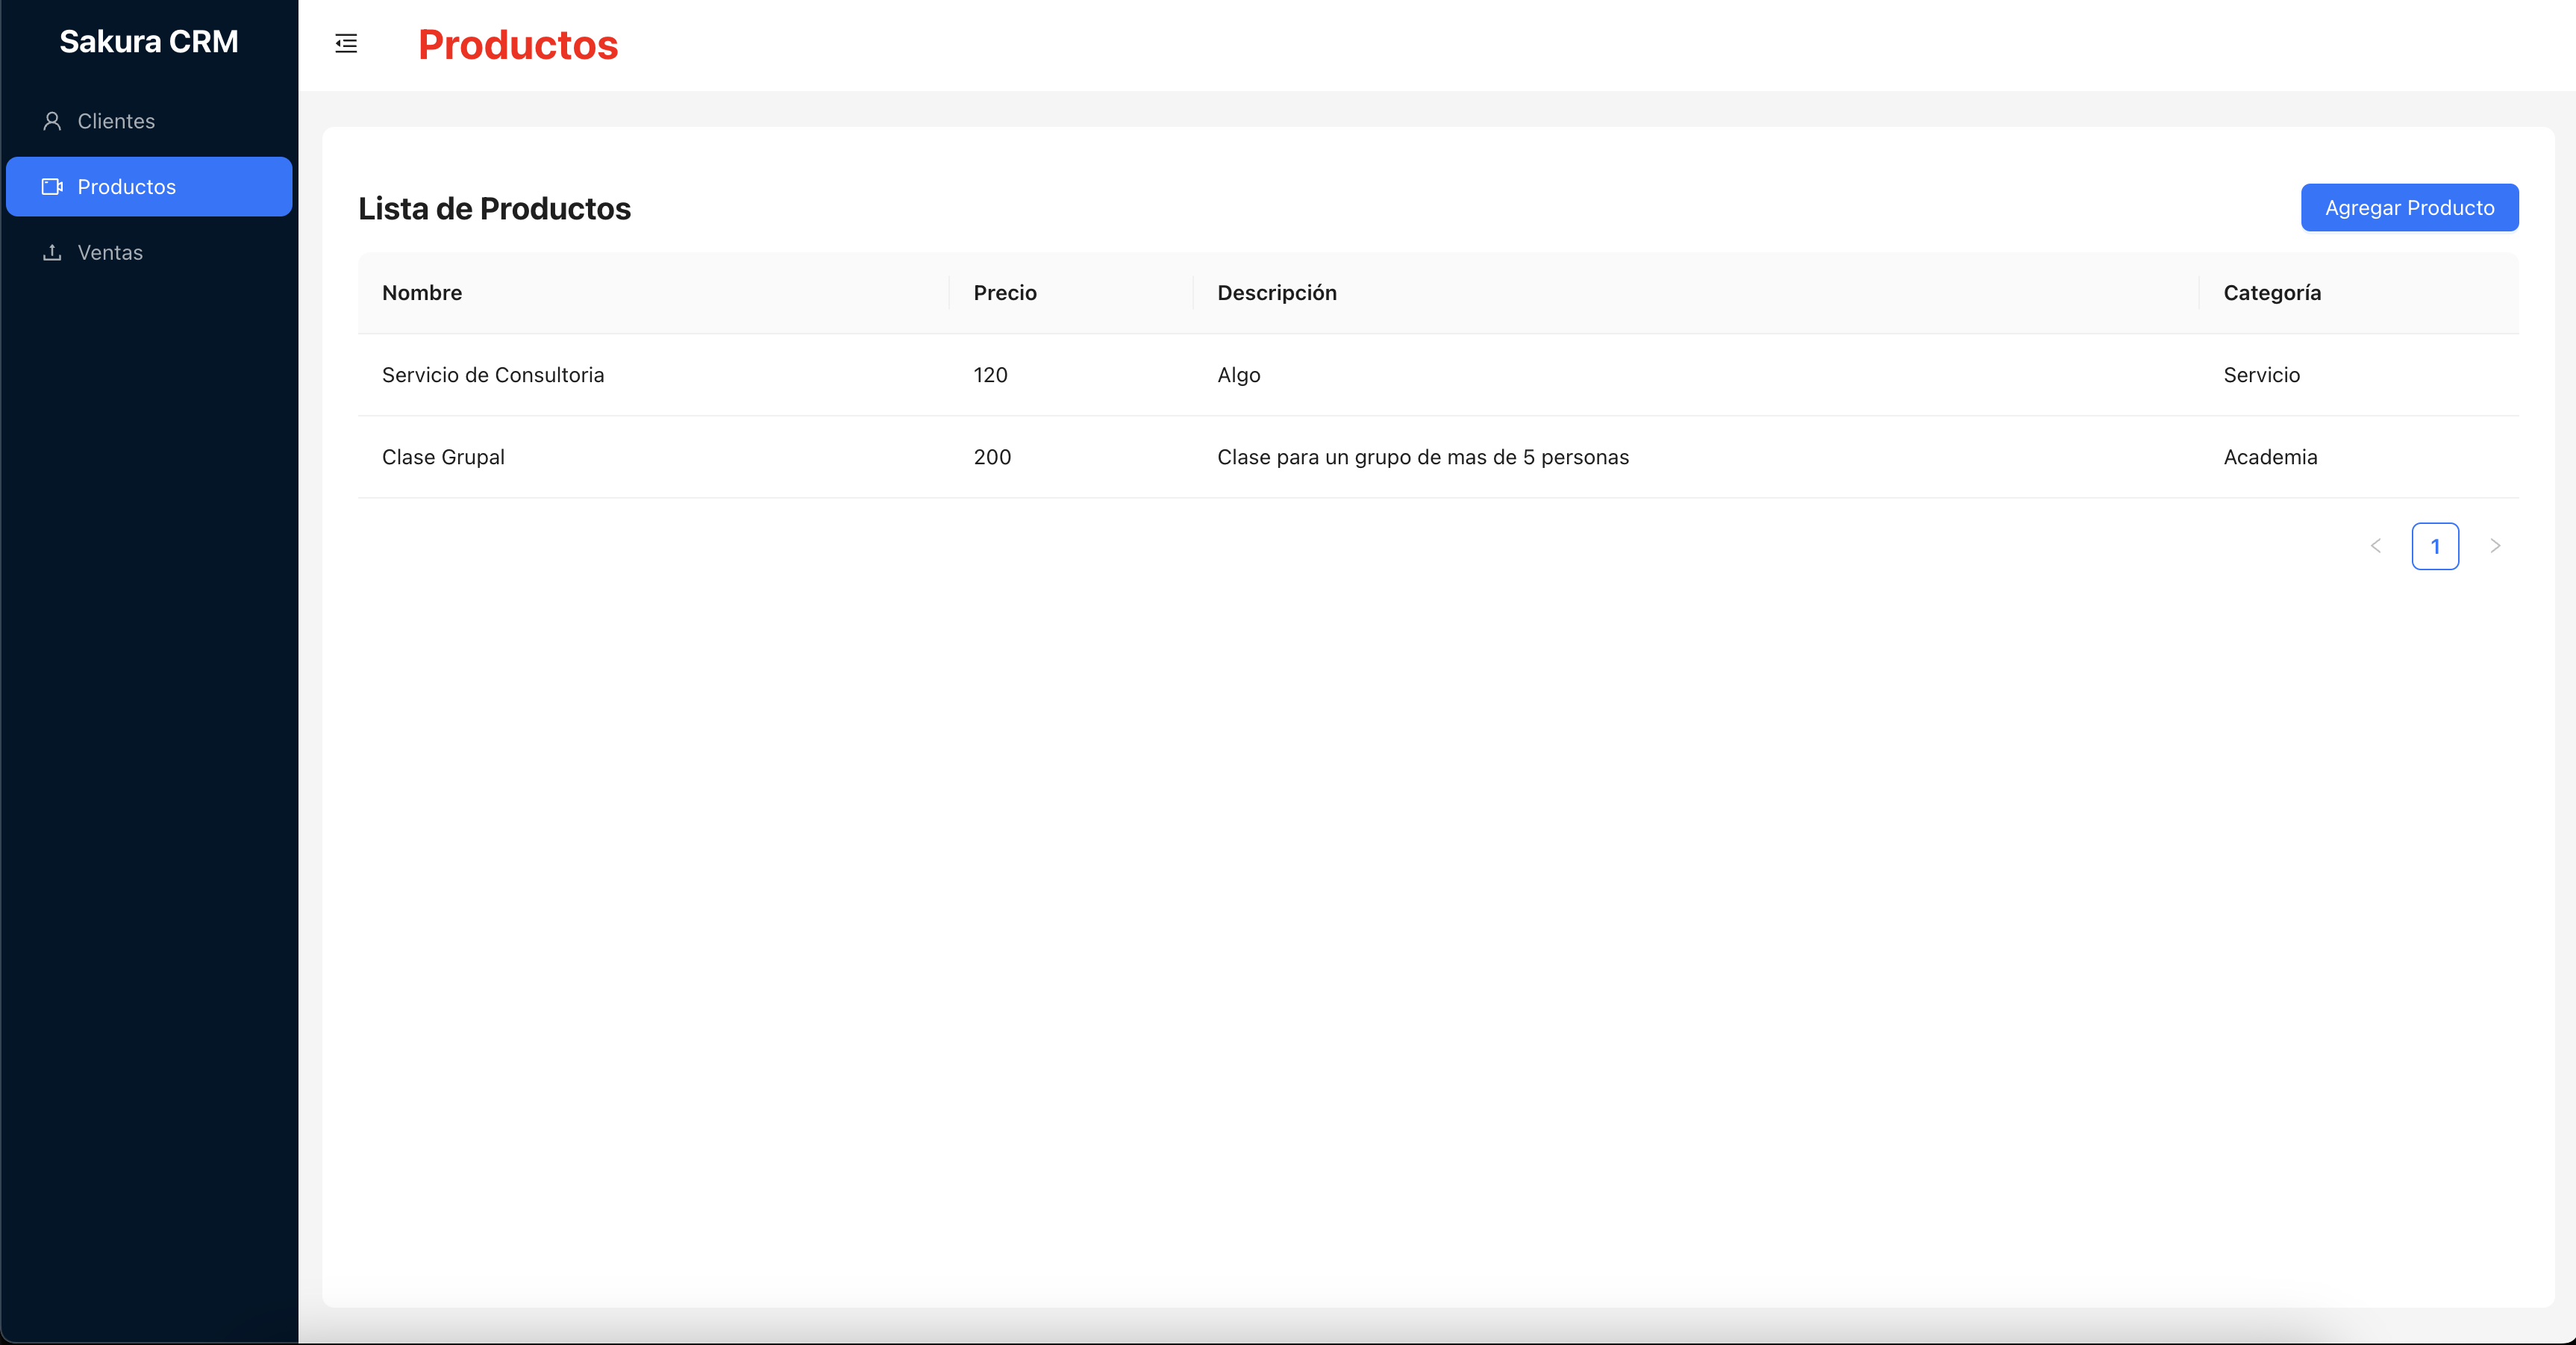 Sakura CRM
Productos
Clientes
Productos
Ventas
Lista de Productos
Agregar Producto
Nombre Precio Descripción Categoría
Servicio de Consultoria 120 Algo Servicio
Clase Grupal 200 Clase para un grupo de mas de 5 personas Academia
1